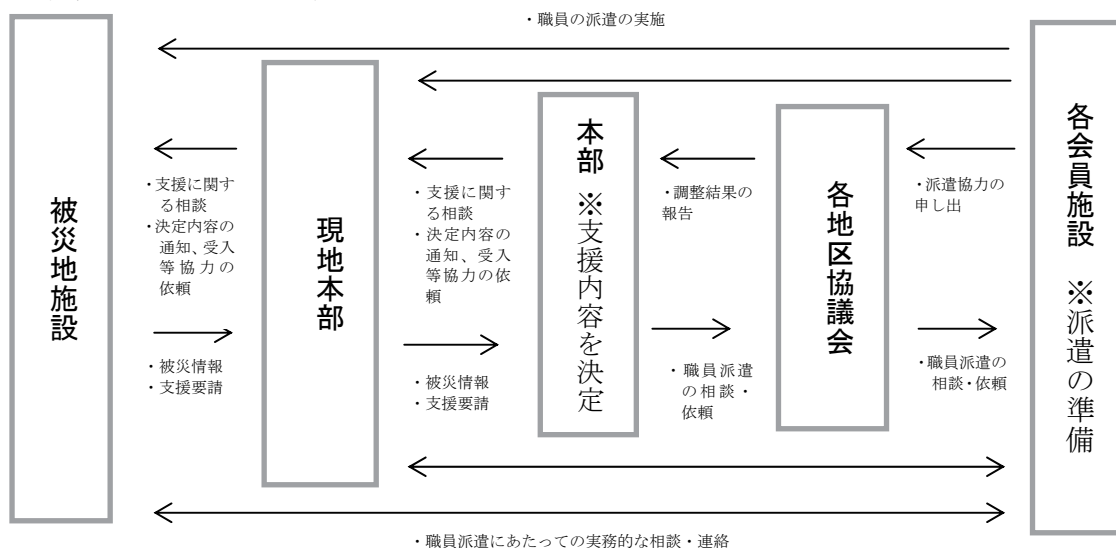 ・職員の派遣の実施
被災地施設
・支援に関す
る相談
・決定内容の
通知、受入
等協力の
依頼
・被災情報
・支援要請
現地本部
・支援に関す
る相談
・決定内容の
通知、受入
等協力の
依頼
・被災情報
・支援要請
本部 ※支援内容を決定
・調整結果の
報告
・職員派遣
の相談・
依頼
各地区協議会
・派遣協力の
申し出
・職員派遣の
相談・依頼
各会員施設 ※派遣の準備
・職員派遣にあたっての実務的な相談・連絡